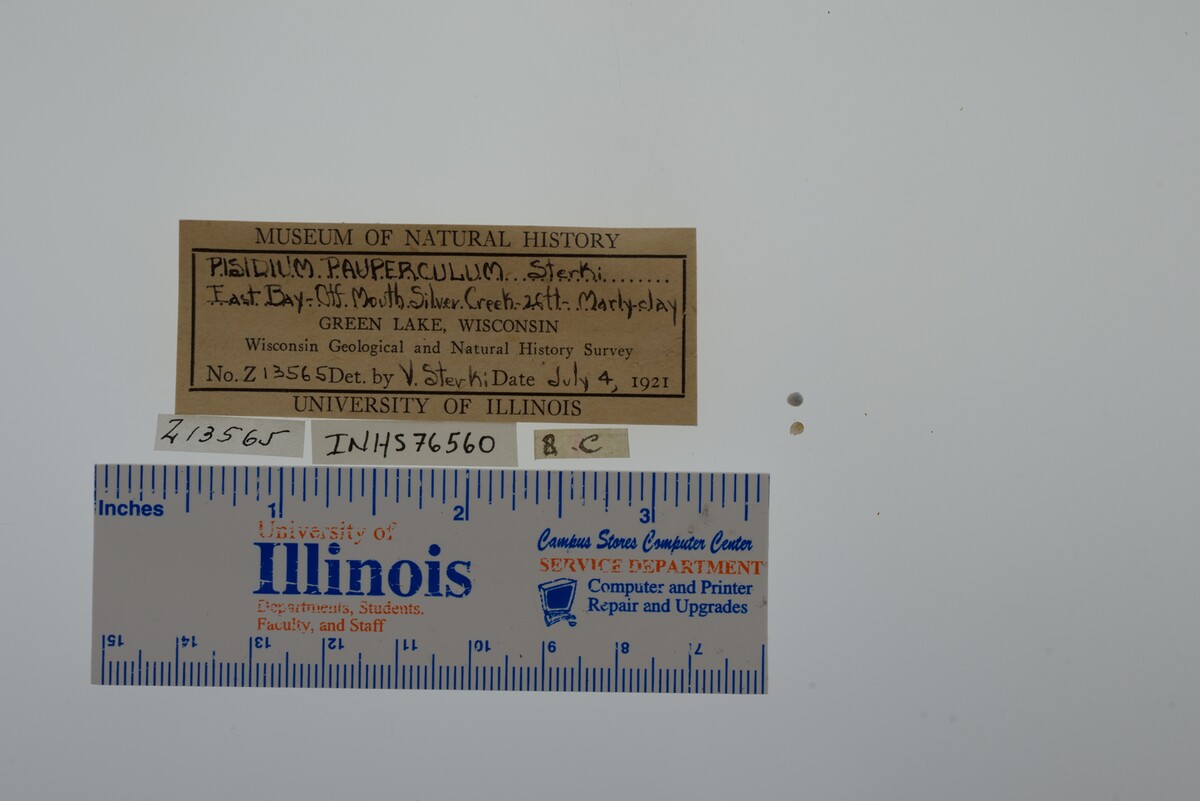 MUSEUM OF NATURAL HISTORY
PISIDIUM. PAUPERCULUM... Sterki.........
East Bay-Off. Mouth. Silver. Creek.-26ft-. Marly-clay
GREEN LAKE, WISCONSIN
Wisconsin Geological and Natural History Survey
No. Z 13565 Det. by V. Sterki Date July 4, 1921
UNIVERSITY OF ILLINOIS
Z13565
INHS76560
8 .C
Inches 1 2 3
University of
Illinois
Departments, Students,
Faculty, and Staff
Campus Stores Computer Center
SERVICE DEPARTMENT
Computer and Printer
Repair and Upgrades
15 14 13 12 11 10 9 8 7